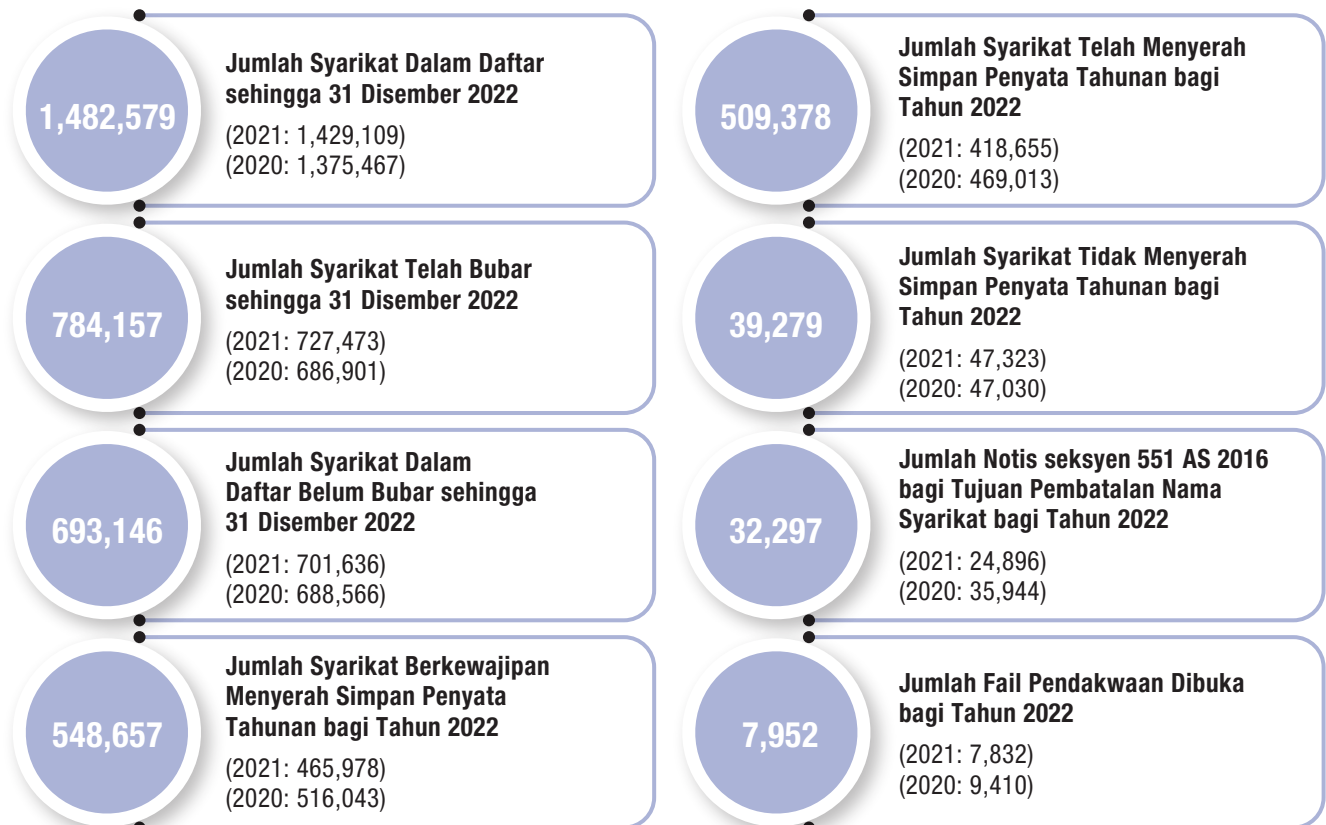 1,482,579
Jumlah Syarikat Dalam Daftar
sehingga 31 Disember 2022
(2021: 1,429,109)
(2020: 1,375,467)
784,157
Jumlah Syarikat Telah Bubar
sehingga 31 Disember 2022
(2021: 727,473)
(2020: 686,901)
693,146
Jumlah Syarikat Dalam
Daftar Belum Bubar sehingga
31 Disember 2022
(2021: 701,636)
(2020: 688,566)
548,657
Jumlah Syarikat Berkewajipan
Menyerah Simpan Penyata
Tahunan bagi Tahun 2022
(2021: 465,978)
(2020: 516,043)
509,378
Jumlah Syarikat Telah Menyerah
Simpan Penyata Tahunan bagi
Tahun 2022
(2021: 418,655)
(2020: 469,013)
39,279
Jumlah Syarikat Tidak Menyerah
Simpan Penyata Tahunan bagi
Tahun 2022
(2021: 47,323)
(2020: 47,030)
32,297
Jumlah Notis seksyen 551 AS 2016
bagi Tujuan Pembatalan Nama
Syarikat bagi Tahun 2022
(2021: 24,896)
(2020: 35,944)
7,952
Jumlah Fail Pendakwaan Dibuka
bagi Tahun 2022
(2021: 7,832)
(2020: 9,410)